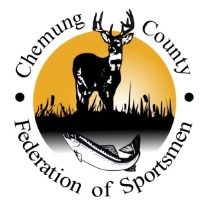 Chemung County
• Federation of Sportsmen •